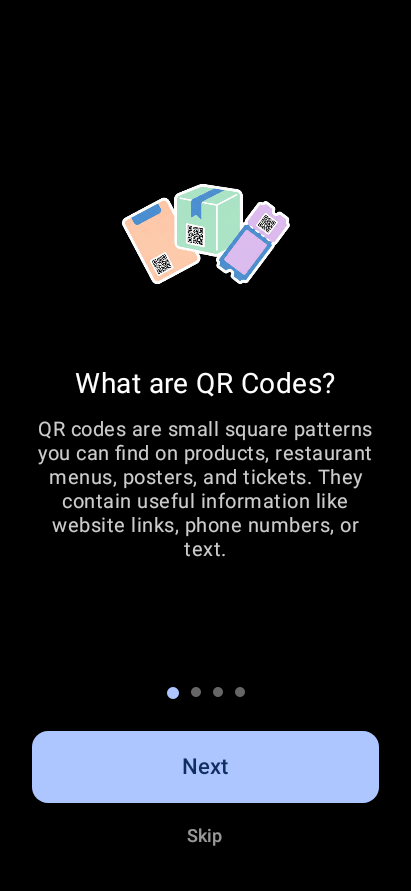 What are QR Codes?
QR codes are small square patterns
you can find on products, restaurant
menus, posters, and tickets. They
contain useful information like
website links, phone numbers, or
text.
Next
Skip